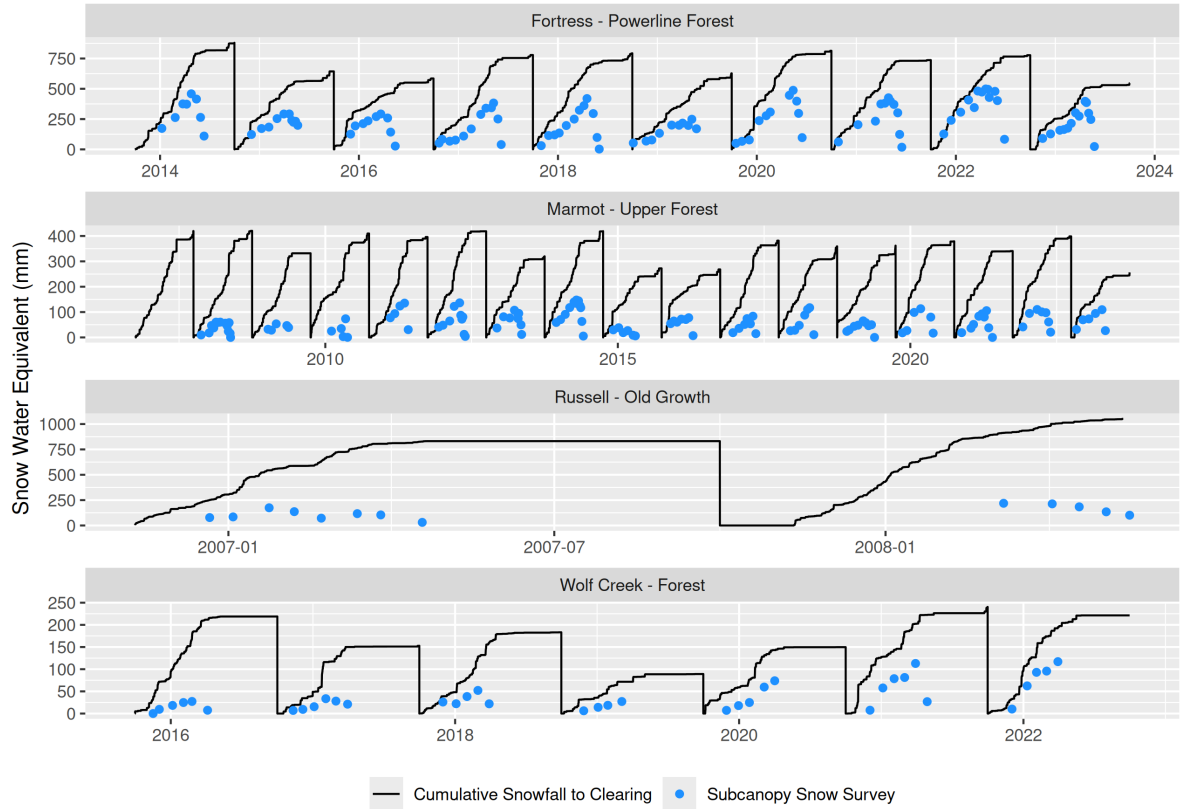 Fortress - Powerline Forest
750
500
250
0
2014 2016 2018 2020 2022 2024
Marmot - Upper Forest
400
300
200
100
0
2010 2015 2020
Snow Water Equivalent (mm)
Russell - Old Growth
1000
750
500
250
0
2007-01 2007-07 2008-01
Wolf Creek - Forest
250
200
150
100
50
0
2016 2018 2020 2022
Cumulative Snowfall to Clearing Subcanopy Snow Survey